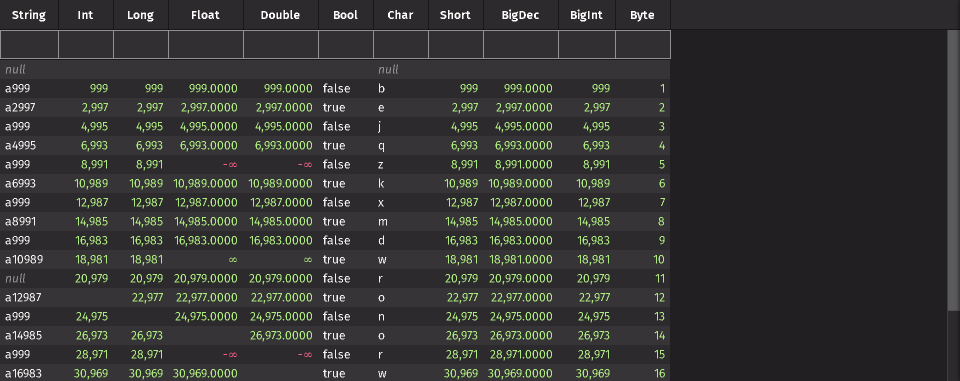 String Int Long Float Double Bool Char Short BigDec BigInt Byte
null null
a999 999 999 999.0000 999.0000 false b 999 999.0000 999 1
a2997 2,997 2,997 2,997.0000 2,997.0000 true e 2,997 2,997.0000 2,997 2
a999 4,995 4,995 4,995.0000 4,995.0000 false j 4,995 4,995.0000 4,995 3
a4995 6,993 6,993 6,993.0000 6,993.0000 true q 6,993 6,993.0000 6,993 4
a999 8,991 8,991 -∞ -∞ false z 8,991 8,991.0000 8,991 5
a6993 10,989 10,989 10,989.0000 10,989.0000 true k 10,989 10,989.0000 10,989 6
a999 12,987 12,987 12,987.0000 12,987.0000 false x 12,987 12,987.0000 12,987 7
a8991 14,985 14,985 14,985.0000 14,985.0000 true m 14,985 14,985.0000 14,985 8
a999 16,983 16,983 16,983.0000 16,983.0000 false d 16,983 16,983.0000 16,983 9
a10989 18,981 18,981 ∞ ∞ true w 18,981 18,981.0000 18,981 10
null 20,979 20,979 20,979.0000 20,979.0000 false r 20,979 20,979.0000 20,979 11
a12987 22,977 22,977.0000 22,977.0000 true o 22,977 22,977.0000 22,977 12
a999 24,975 24,975.0000 24,975.0000 false n 24,975 24,975.0000 24,975 13
a14985 26,973 26,973 26,973.0000 true o 26,973 26,973.0000 26,973 14
a999 28,971 28,971 -∞ -∞ false r 28,971 28,971.0000 28,971 15
a16983 30,969 30,969 30,969.0000 true w 30,969 30,969.0000 30,969 16